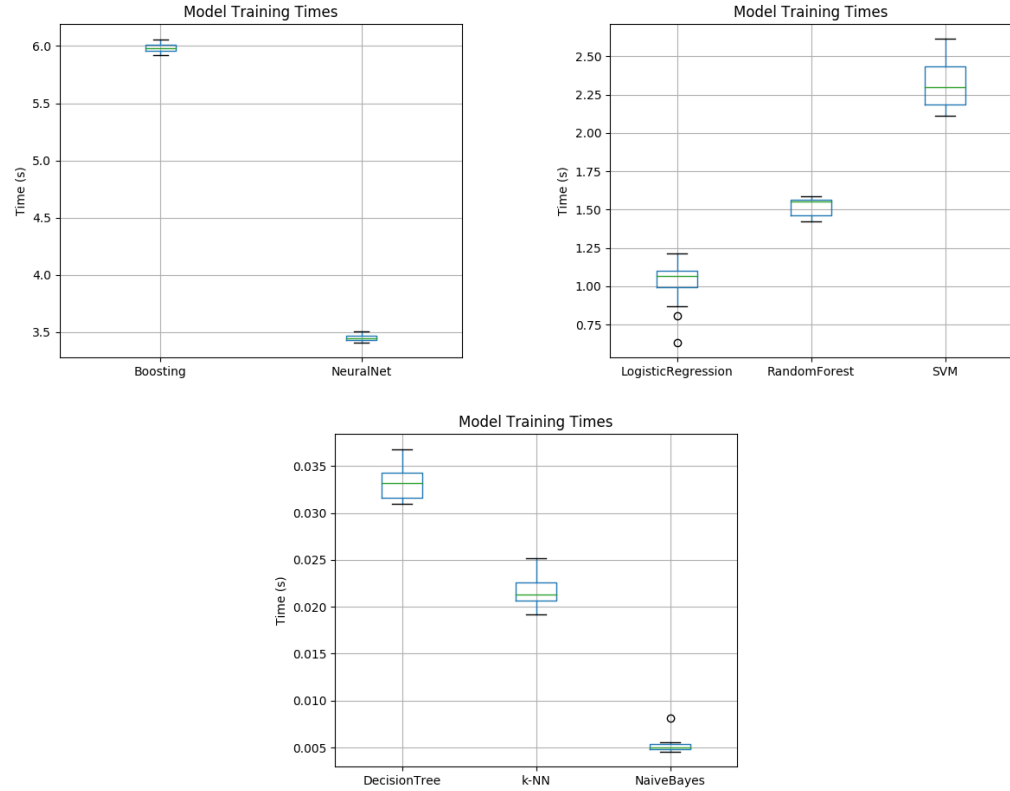 Model Training Times
6.0
5.5
5.0
4.5
4.0
3.5
Time (s)
Boosting NeuralNet
Model Training Times
2.50
2.25
2.00
1.75
1.50
1.25
1.00
0.75
Time (s)
LogisticRegression RandomForest SVM
Model Training Times
0.035
0.030
0.025
0.020
0.015
0.010
0.005
Time (s)
DecisionTree k-NN NaiveBayes